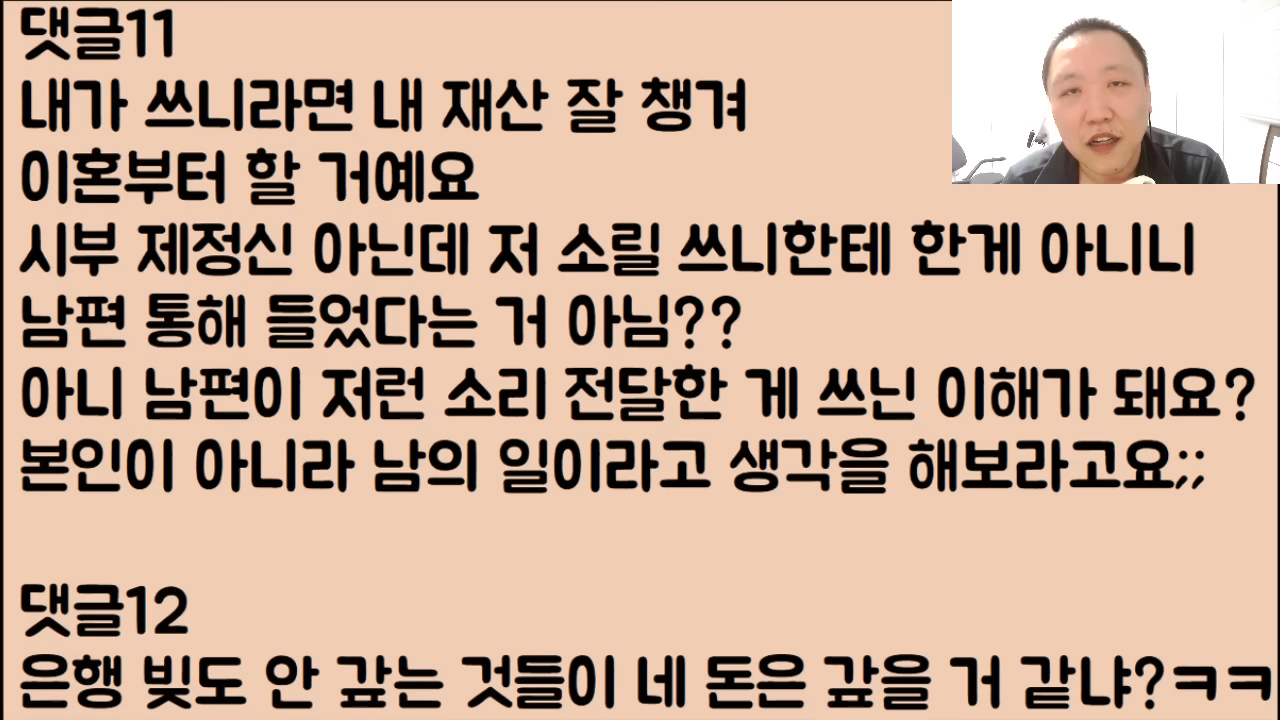 댓글11
내가 쓰니라면 내 재산 잘 챙겨
이혼부터 할 거예요
시부 제정신 아닌데 저 소릴 쓰니한테 한게 아니니
남편 통해 들었다는 거 아님??
아니 남편이 저런 소리 전달한 게 쓰닌 이해가 돼요?
본인이 아니라 남의 일이라고 생각을 해보라고요;;
댓글12
은행 빚도 안 갚는 것들이 네 돈은 갚을 거 같냐?ㅋㅋ